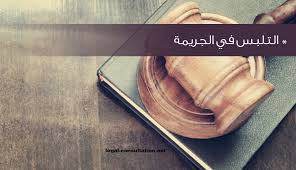 * التلبس في الجريمة
legal-consultation.net